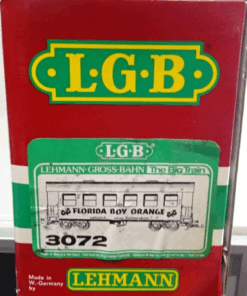 ·L·G·B·
·L·G·B·
LEHMANN·GROSS·BAHN The Big Train
FLORIDA BOY ORANGE
3072
Made in
W.-Germany
by
LEHMANN